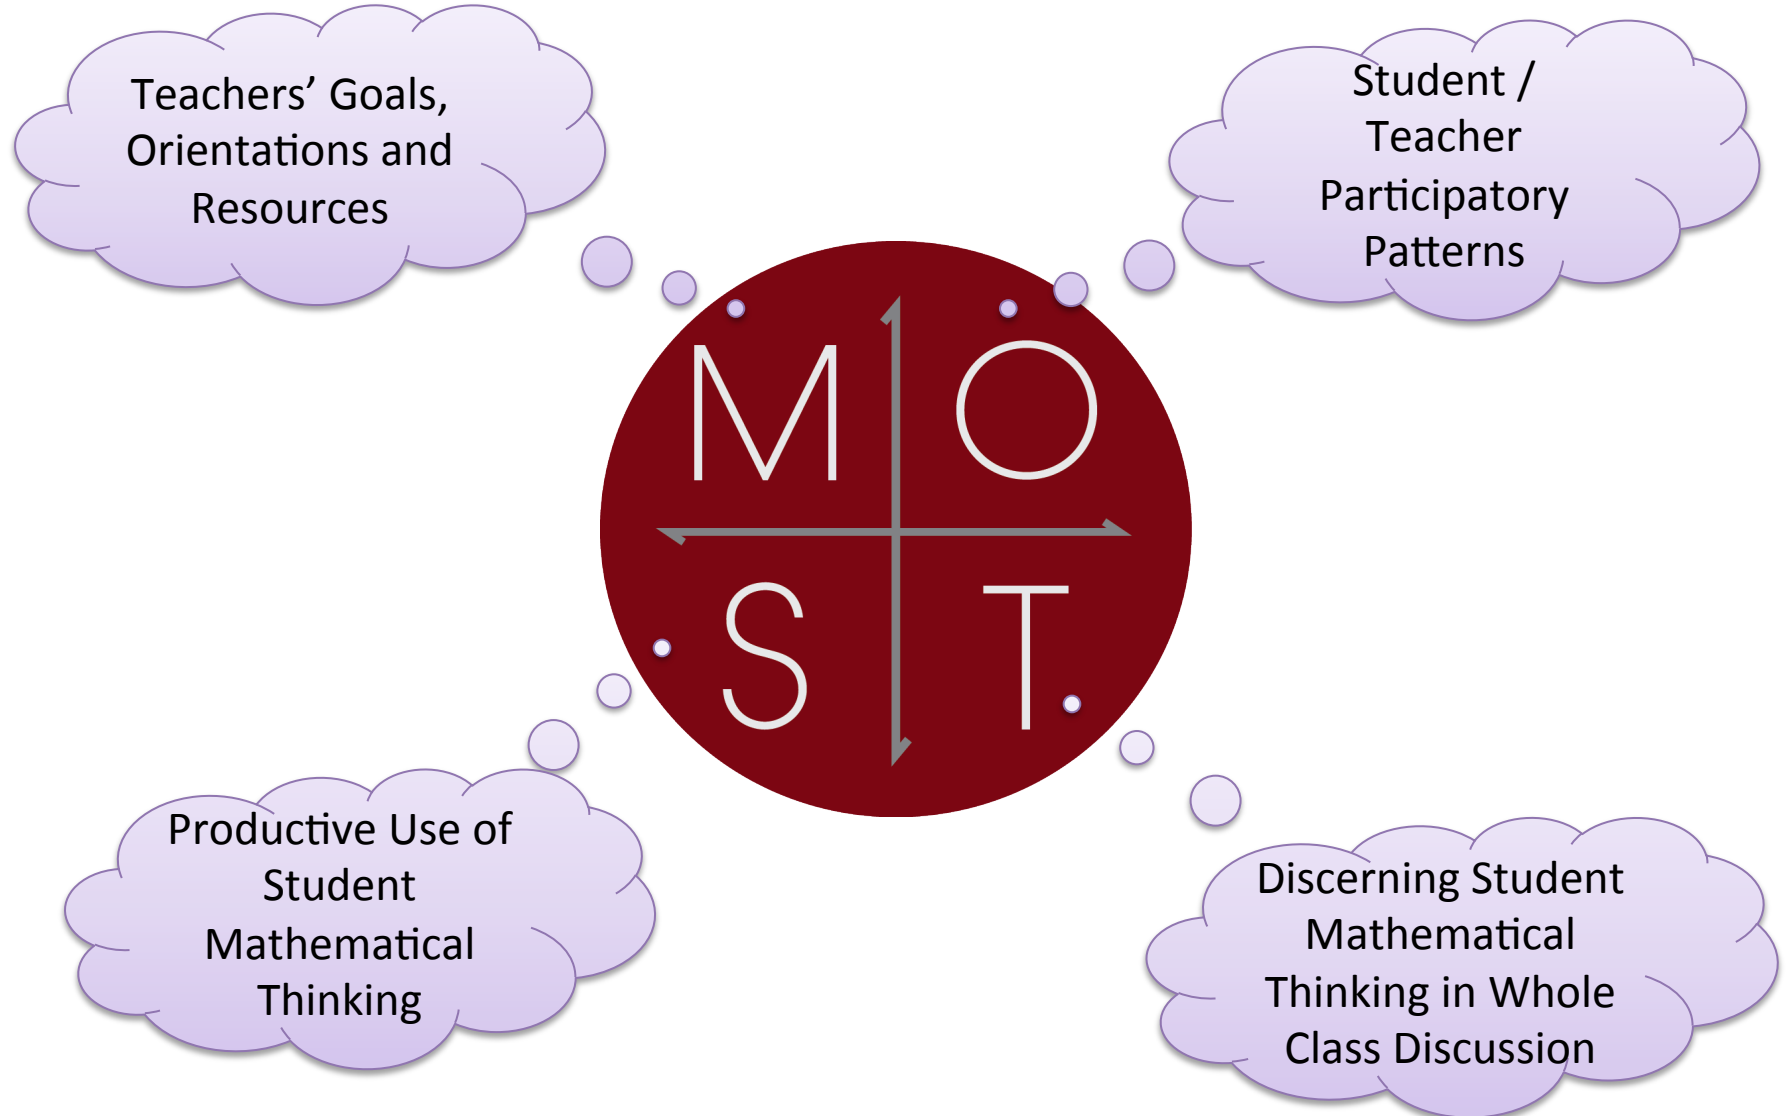 Teachers’ Goals,
Orientations and
Resources
Student /
Teacher
Participatory
Patterns
M O
S T
Productive Use of
Student
Mathematical
Thinking
Discerning Student
Mathematical
Thinking in Whole
Class Discussion